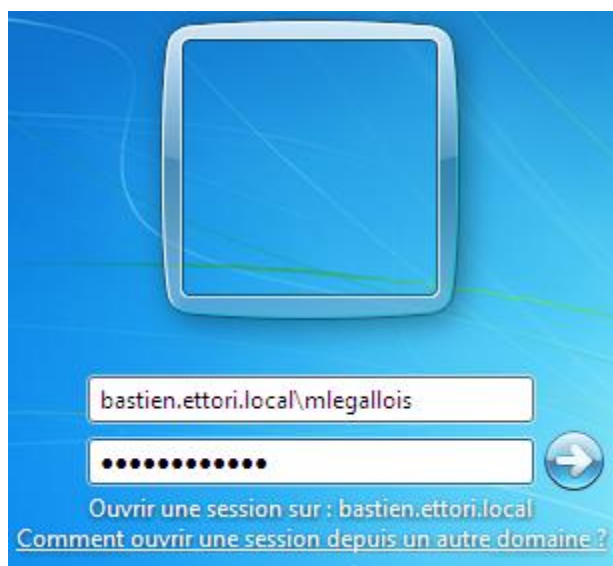 bastien.ettori.local\mlegallois
●●●●●●●●●●●●
Ouvrir une session sur : bastien.ettori.local
Comment ouvrir une session depuis un autre domaine ?